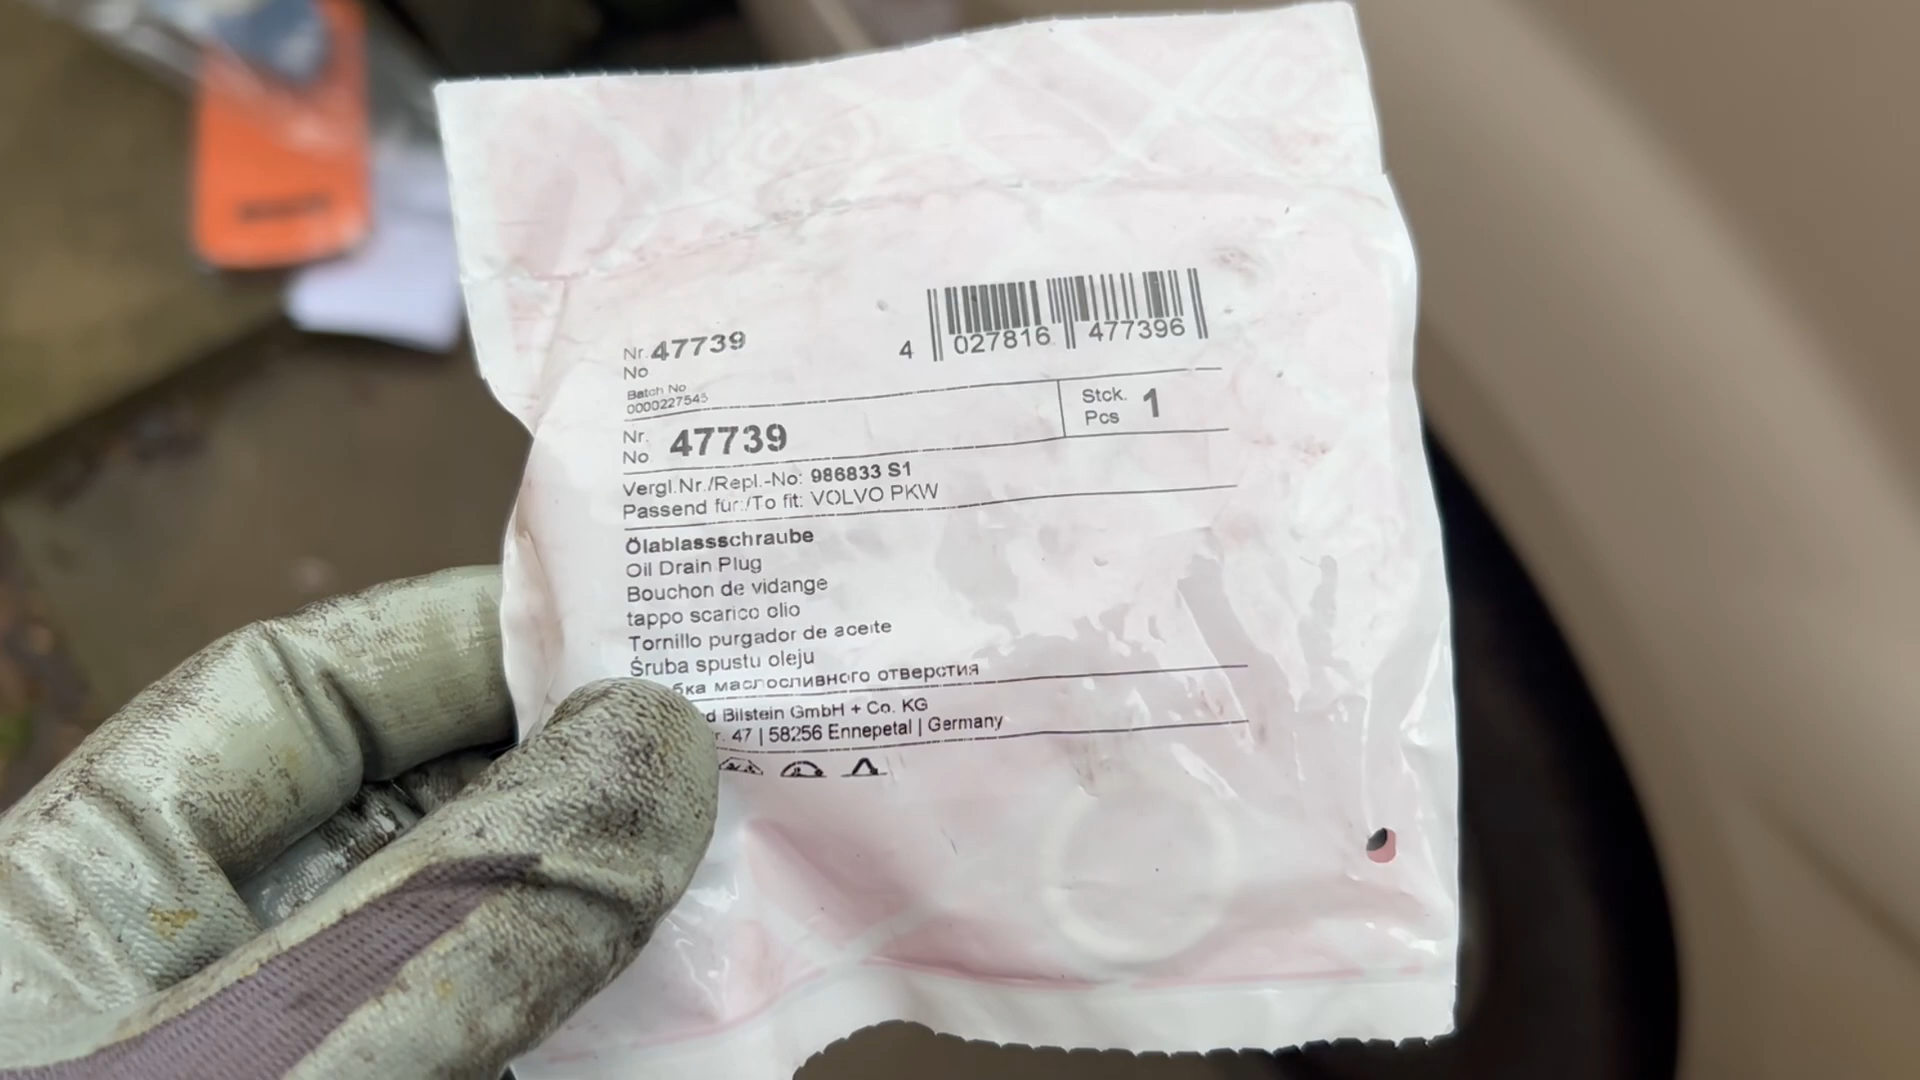 Nr. 47739
No
Batch No
0000227545
4 027816 477396
Nr. 47739
No
Stck. 1
Pcs
Vergl.Nr./Repl.-No: 986833 S1
Passend für:/To fit: VOLVO PKW
Ölablassschraube
Oil Drain Plug
Bouchon de vidange
tappo scarico olio
Tornillo purgador de aceite
Śruba spustu oleju
бка маслосливного отверстия
d Bilstein GmbH + Co. KG
r. 47 | 58256 Ennepetal | Germany